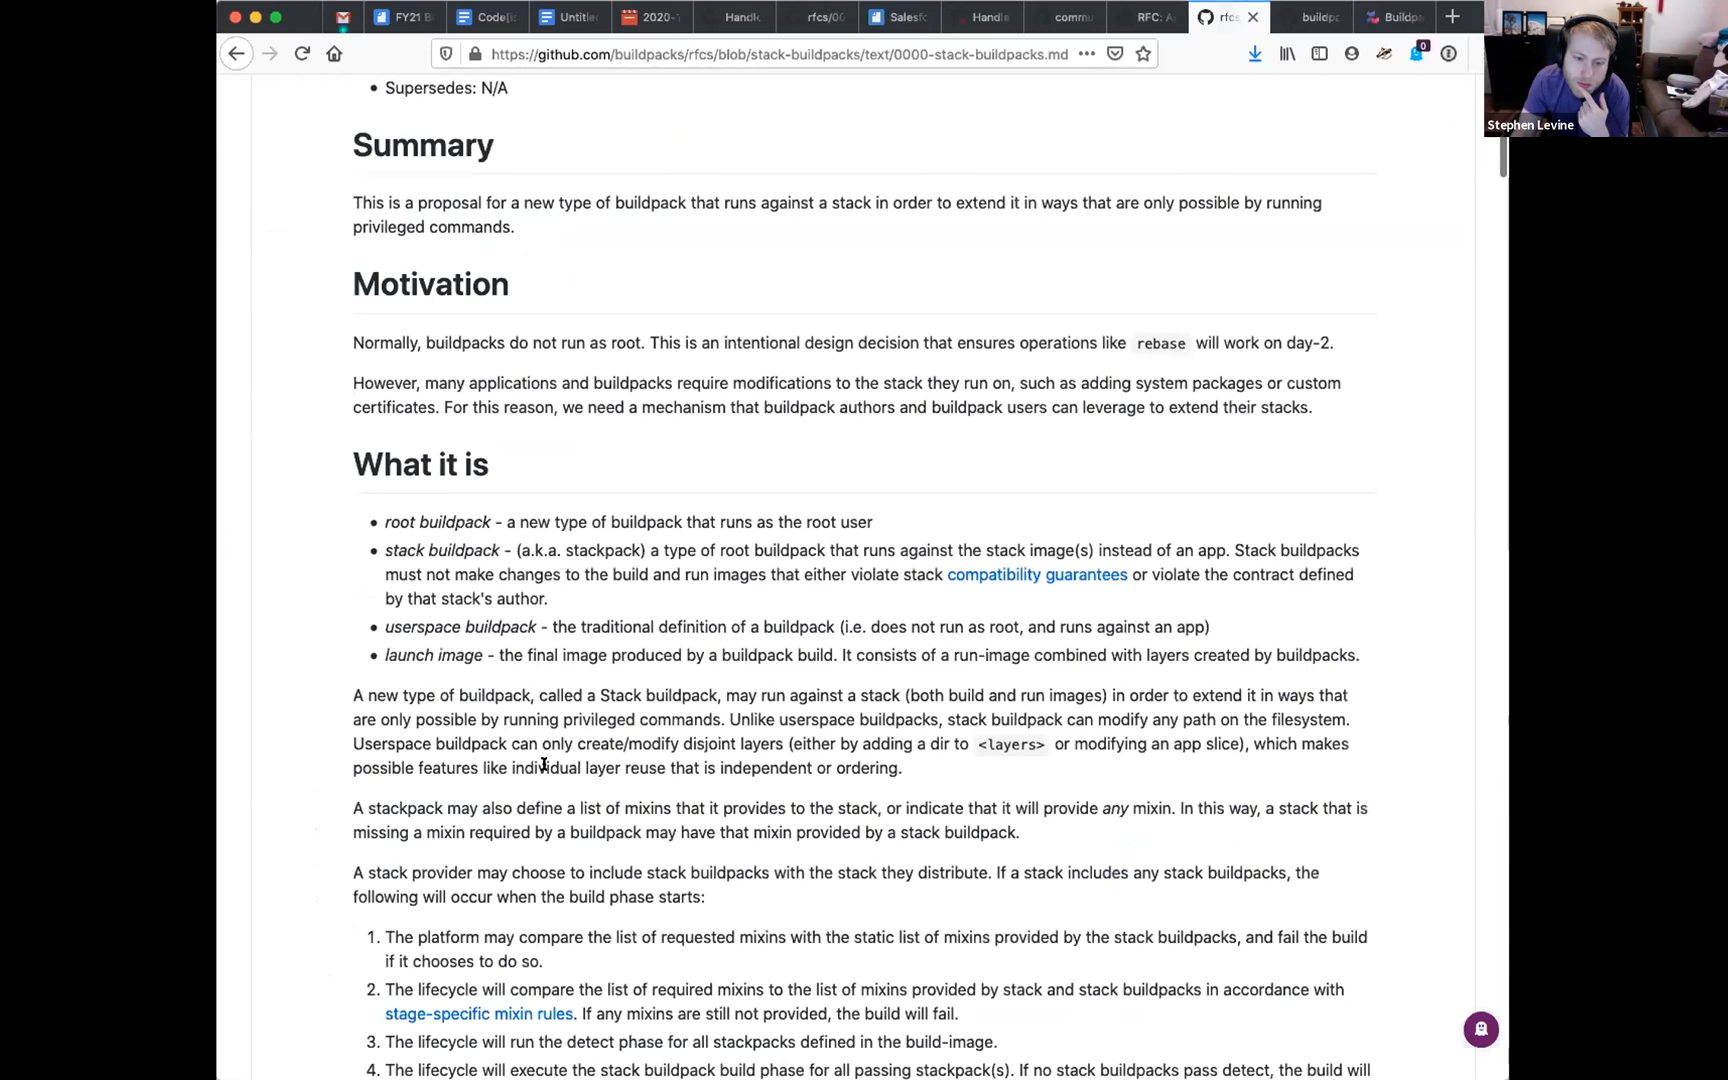 FY21 B
Code[i
Untitle
2020-
Handle
rfcs/00
Salesfo
Handle
commu
RFC: A
rfcs
buildpc
Buildpa
https://github.com/buildpacks/rfcs/blob/stack-buildpacks/text/0000-stack-buildpacks.md
0
Stephen Levine
• Supersedes: N/A
Summary
This is a proposal for a new type of buildpack that runs against a stack in order to extend it in ways that are only possible by running
privileged commands.
Motivation
Normally, buildpacks do not run as root. This is an intentional design decision that ensures operations like rebase will work on day-2.
However, many applications and buildpacks require modifications to the stack they run on, such as adding system packages or custom
certificates. For this reason, we need a mechanism that buildpack authors and buildpack users can leverage to extend their stacks.
What it is
• root buildpack - a new type of buildpack that runs as the root user
• stack buildpack - (a.k.a. stackpack) a type of root buildpack that runs against the stack image(s) instead of an app. Stack buildpacks
must not make changes to the build and run images that either violate stack compatibility guarantees or violate the contract defined
by that stack's author.
• userspace buildpack - the traditional definition of a buildpack (i.e. does not run as root, and runs against an app)
• launch image - the final image produced by a buildpack build. It consists of a run-image combined with layers created by buildpacks.
A new type of buildpack, called a Stack buildpack, may run against a stack (both build and run images) in order to extend it in ways that
are only possible by running privileged commands. Unlike userspace buildpacks, stack buildpack can modify any path on the filesystem.
Userspace buildpack can only create/modify disjoint layers (either by adding a dir to <layers> or modifying an app slice), which makes
possible features like individual layer reuse that is independent or ordering.
A stackpack may also define a list of mixins that it provides to the stack, or indicate that it will provide any mixin. In this way, a stack that is
missing a mixin required by a buildpack may have that mixin provided by a stack buildpack.
A stack provider may choose to include stack buildpacks with the stack they distribute. If a stack includes any stack buildpacks, the
following will occur when the build phase starts:
1. The platform may compare the list of requested mixins with the static list of mixins provided by the stack buildpacks, and fail the build
if it chooses to do so.
2. The lifecycle will compare the list of required mixins to the list of mixins provided by stack and stack buildpacks in accordance with
stage-specific mixin rules. If any mixins are still not provided, the build will fail.
3. The lifecycle will run the detect phase for all stackpacks defined in the build-image.
4. The lifecycle will execute the stack buildpack build phase for all passing stackpack(s). If no stack buildpacks pass detect, the build will